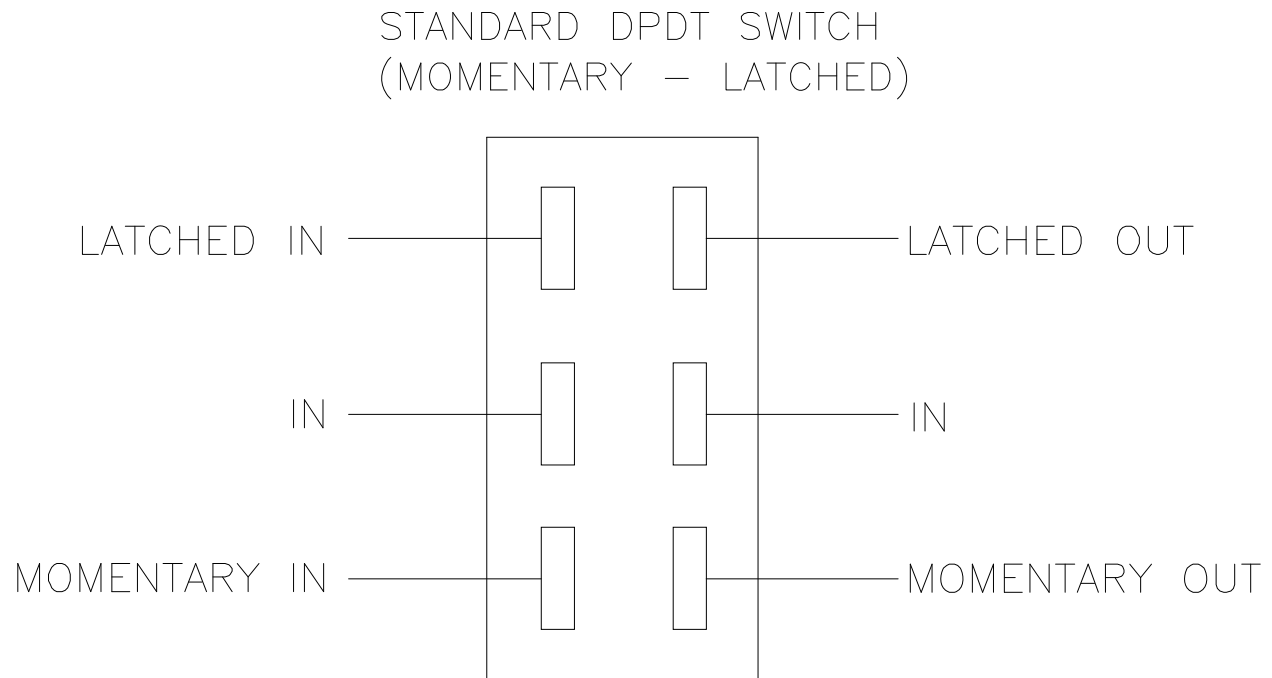 STANDARD DPDT SWITCH
(MOMENTARY – LATCHED)
LATCHED IN
LATCHED OUT
IN
IN
MOMENTARY IN
MOMENTARY OUT